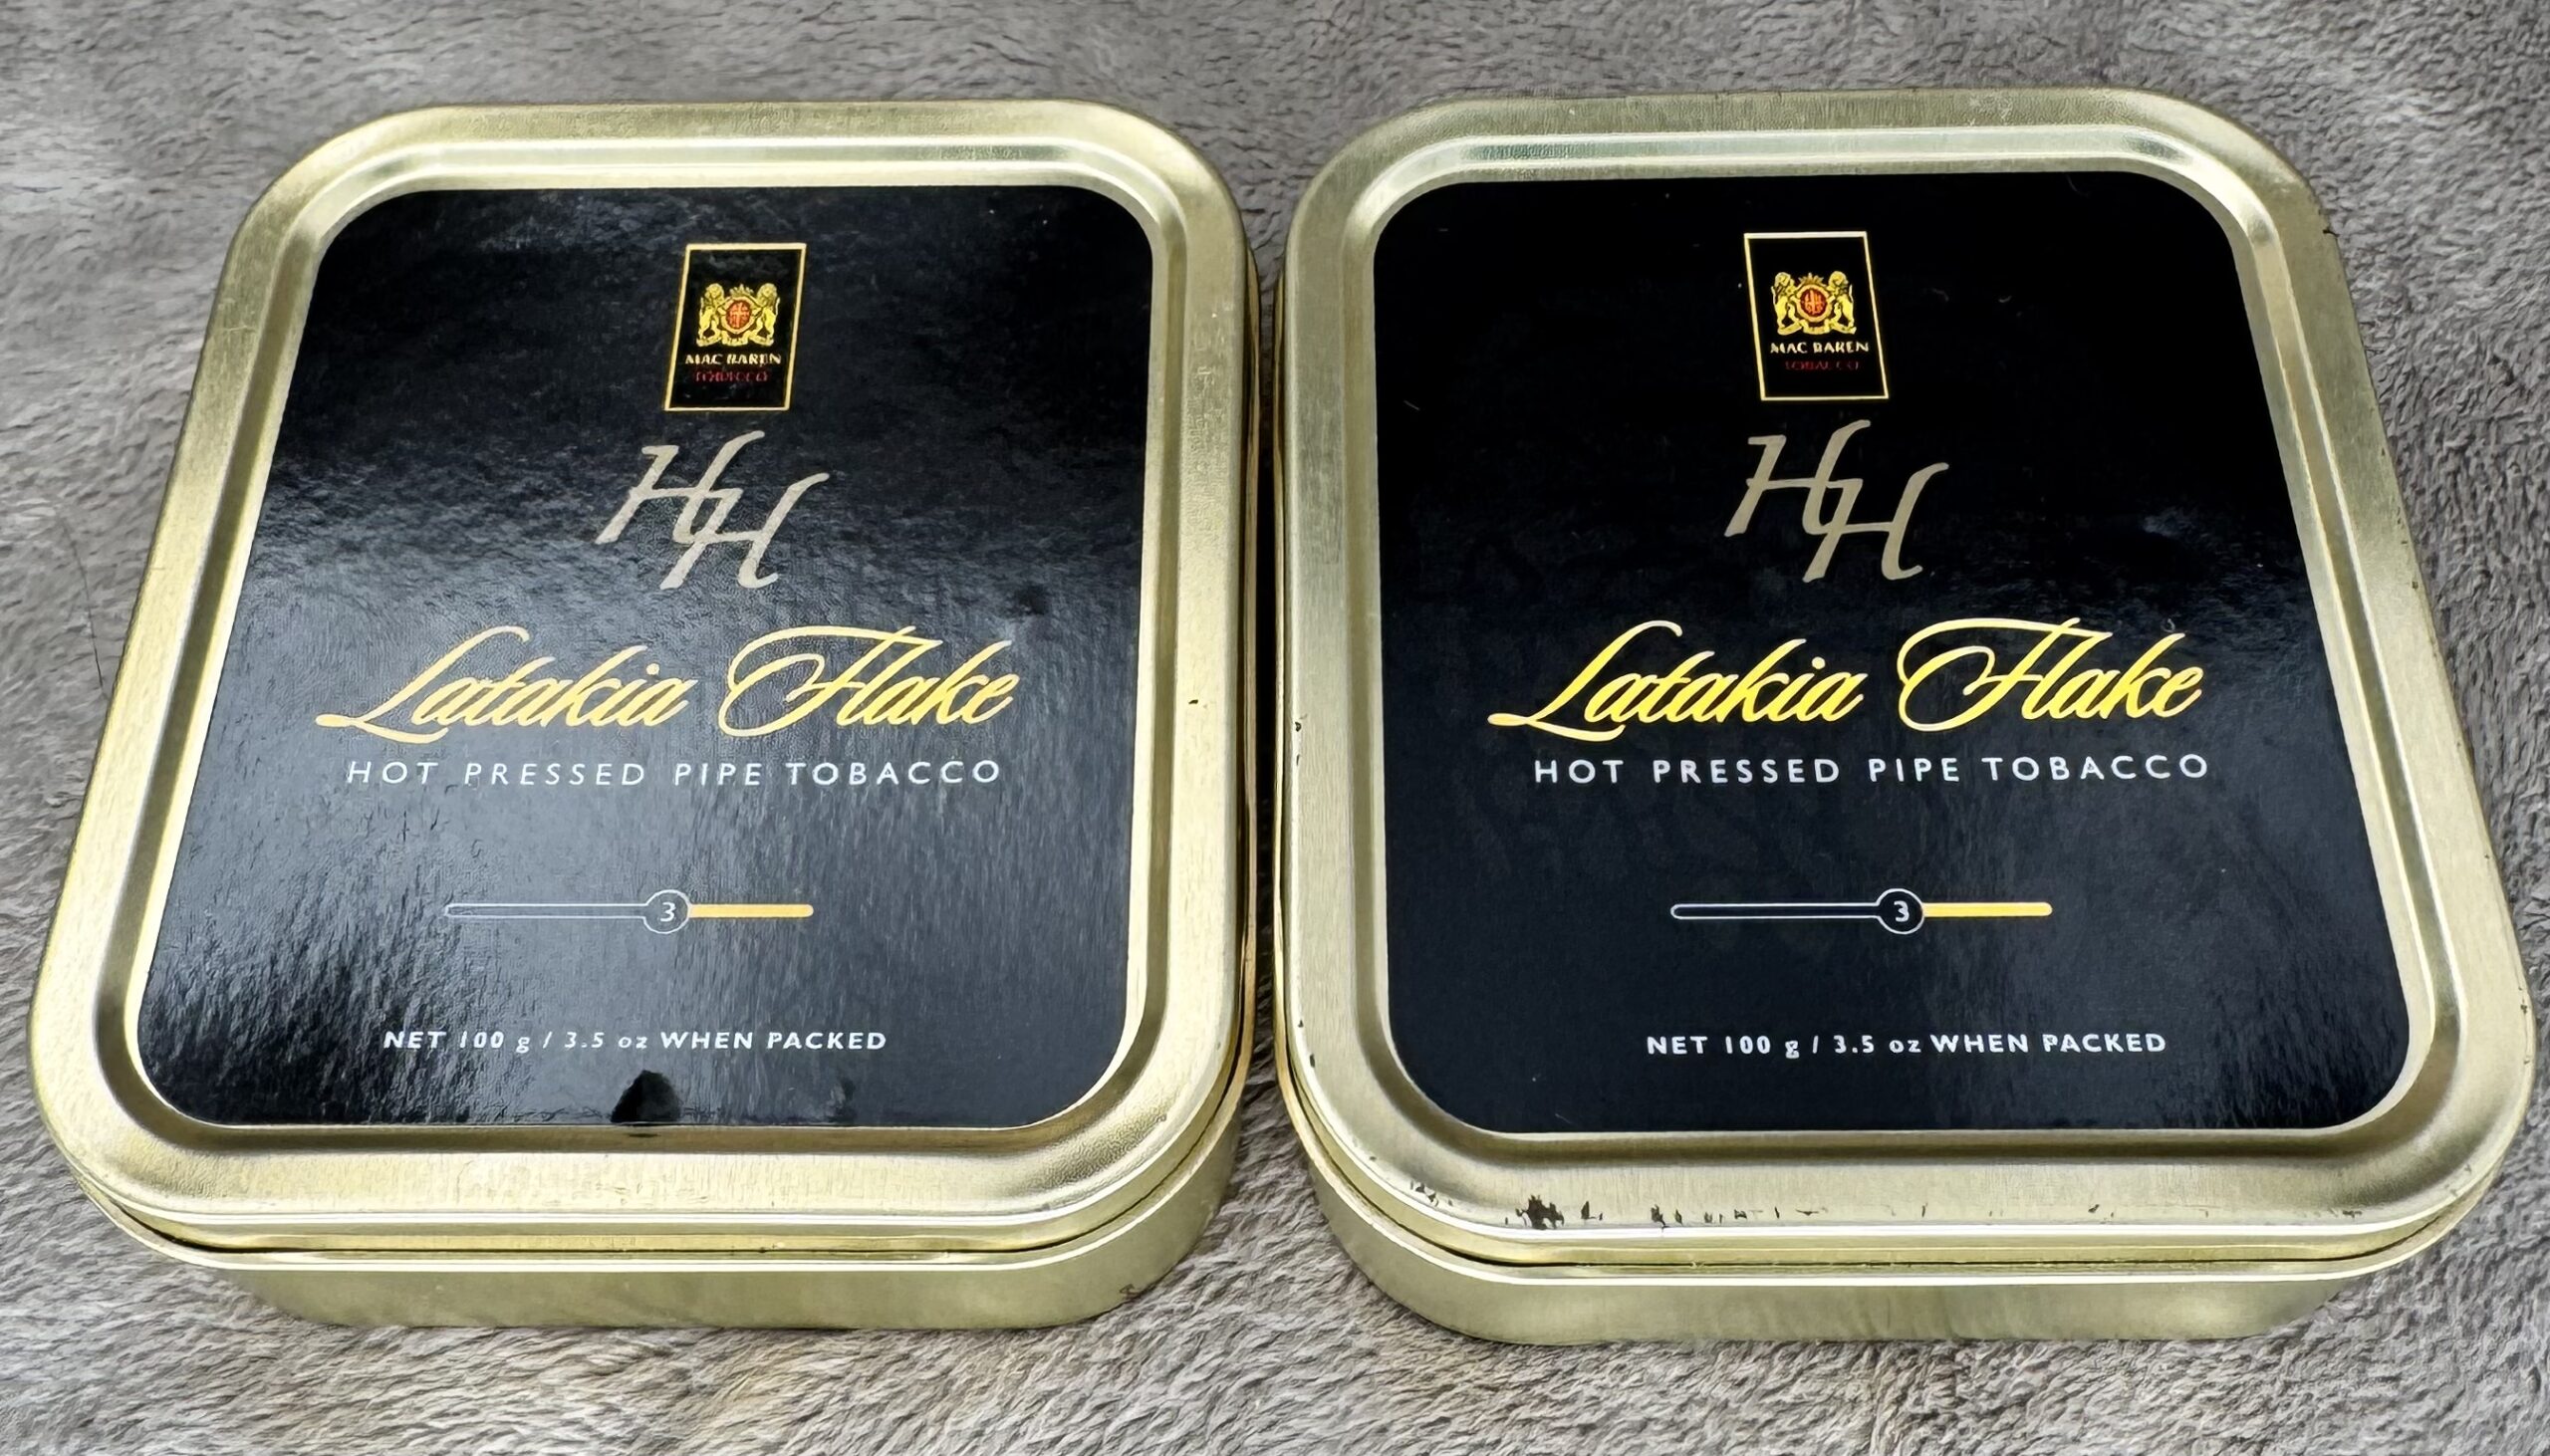 MAC BAREN
TOBACCO
HH
Latakia Flake
HOT PRESSED PIPE TOBACCO
3
NET 100 g / 3.5 oz WHEN PACKED
MAC BAREN
TOBACCO
HH
Latakia Flake
HOT PRESSED PIPE TOBACCO
3
NET 100 g / 3.5 oz WHEN PACKED